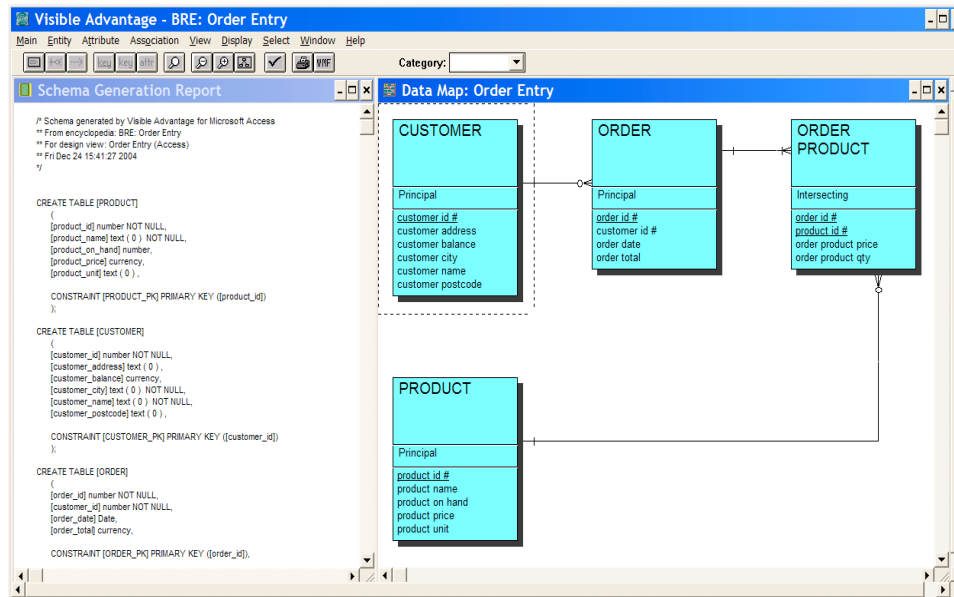 Visible Advantage - BRE: Order Entry
Main Entity Attribute Association View Display Select Window Help
key key attr VMF Category:
Schema Generation Report
/* Schema generated by Visible Advantage for Microsoft Access
** From encyclopedia: BRE: Order Entry
** For design view: Order Entry (Access)
** Fri Dec 24 15:41:27 2004
*/
CREATE TABLE [PRODUCT]
(
[product_id] number NOT NULL,
[product_name] text ( 0 ) NOT NULL,
[product_on_hand] number,
[product_price] currency,
[product_unit] text ( 0 ) ,
CONSTRAINT [PRODUCT_PK] PRIMARY KEY ([product_id])
);
CREATE TABLE [CUSTOMER]
(
[customer_id] number NOT NULL,
[customer_address] text ( 0 ) ,
[customer_balance] currency,
[customer_city] text ( 0 ) NOT NULL,
[customer_name] text ( 0 ) NOT NULL,
[customer_postcode] text ( 0 ) ,
CONSTRAINT [CUSTOMER_PK] PRIMARY KEY ([customer_id])
);
CREATE TABLE [ORDER]
(
[order_id] number NOT NULL,
[customer_id] number NOT NULL,
[order_date] Date,
[order_total] currency,
CONSTRAINT [ORDER_PK] PRIMARY KEY ([order_id]),
Data Map: Order Entry
CUSTOMER
Principal
customer id #
customer address
customer balance
customer city
customer name
customer postcode
ORDER
Principal
order id #
customer id #
order date
order total
ORDER
PRODUCT
Intersecting
order id #
product id #
order product price
order product qty
PRODUCT
Principal
product id #
product name
product on hand
product price
product unit